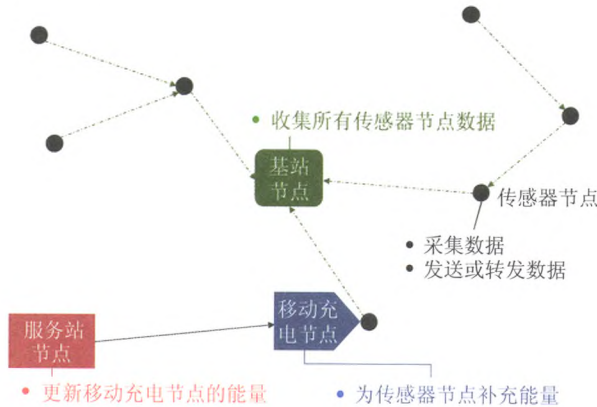 • 收集所有传感器节点数据
基站
节点
传感器节点
• 采集数据
• 发送或转发数据
移动充
电节点
服务站
节点
• 更新移动充电节点的能量
• 为传感器节点补充能量